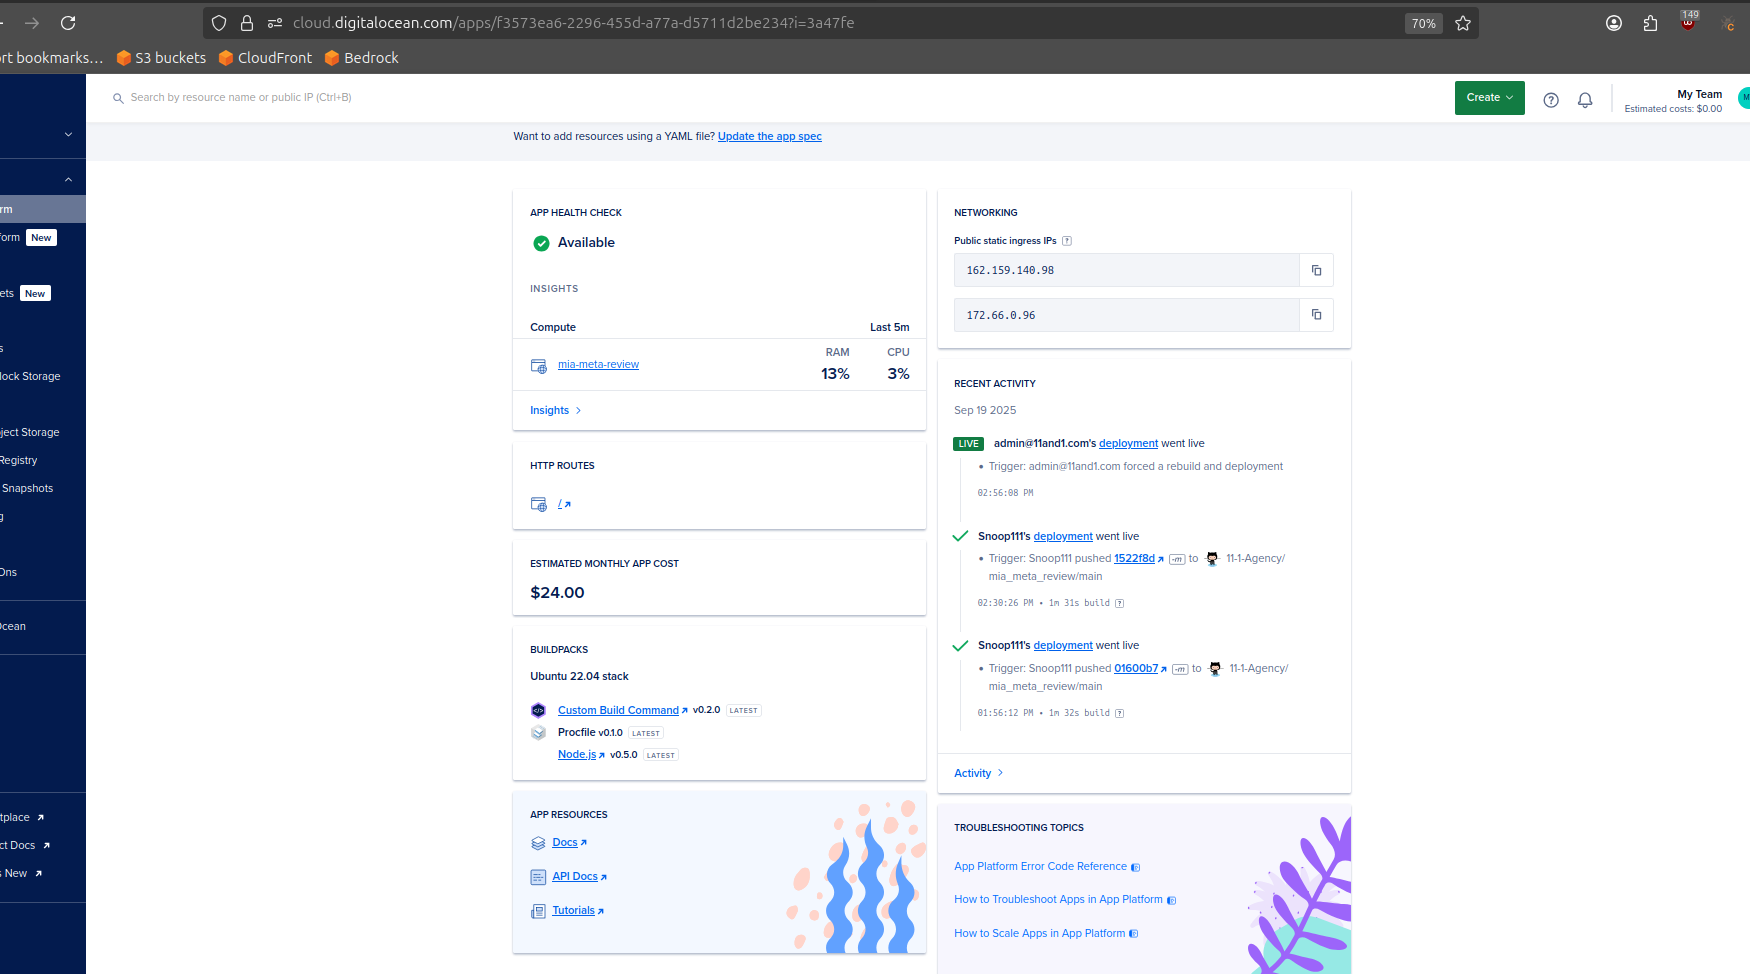 cloud.digitalocean.com/apps/f3573ea6-2296-455d-a77a-d5711d2be234?i=3a47fe
70%
149
ort bookmarks… S3 buckets CloudFront Bedrock
Search by resource name or public IP (Ctrl+B)
Create
My Team
Estimated costs: $0.00
M
rm
form New
ets New
s
lock Storage
ject Storage
Registry
Snapshots
g
Ons
Ocean
tplace
ct Docs
s New
Want to add resources using a YAML file? Update the app spec
APP HEALTH CHECK
Available
INSIGHTS
Compute Last 5m
RAM CPU
mia-meta-review 13% 3%
Insights
HTTP ROUTES
/
ESTIMATED MONTHLY APP COST
$24.00
BUILDPACKS
Ubuntu 22.04 stack
Custom Build Command v0.2.0 LATEST
Procfile v0.1.0 LATEST
Node.js v0.5.0 LATEST
APP RESOURCES
Docs
API Docs
Tutorials
NETWORKING
Public static ingress IPs ?
162.159.140.98
172.66.0.96
RECENT ACTIVITY
Sep 19 2025
LIVE admin@11and1.com's deployment went live
• Trigger: admin@11and1.com forced a rebuild and deployment
02:56:08 PM
Snoop111's deployment went live
• Trigger: Snoop111 pushed 1522f8d -m to 11-1-Agency/
mia_meta_review/main
02:30:26 PM • 1m 31s build ?
Snoop111's deployment went live
• Trigger: Snoop111 pushed 01600b7 -m to 11-1-Agency/
mia_meta_review/main
01:56:12 PM • 1m 32s build ?
Activity
TROUBLESHOOTING TOPICS
App Platform Error Code Reference
How to Troubleshoot Apps in App Platform
How to Scale Apps in App Platform